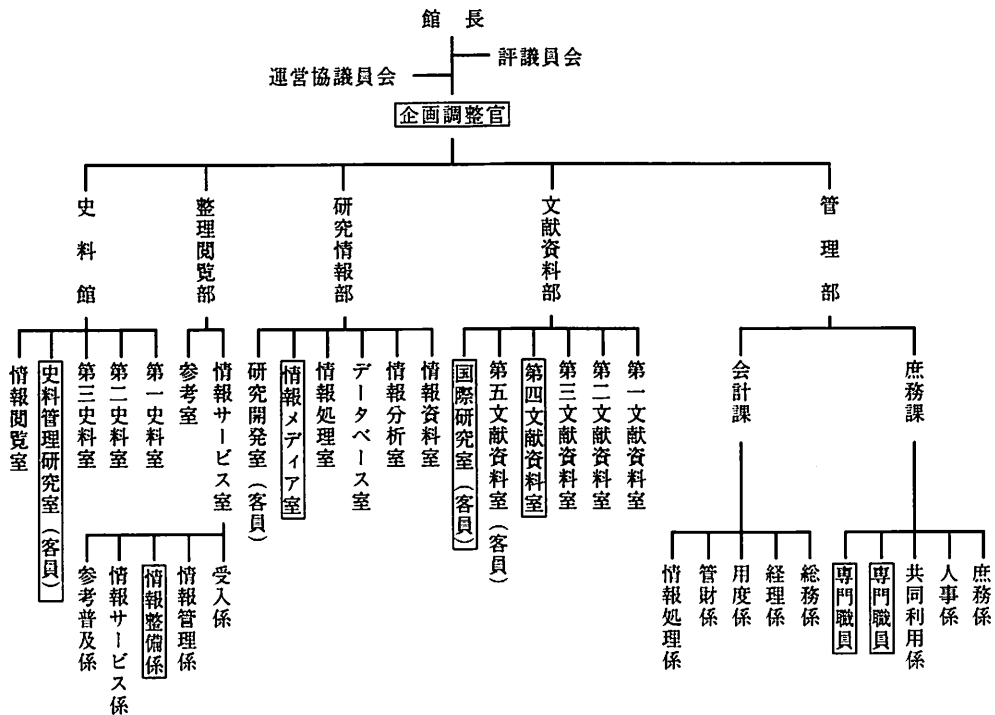 館長
評議員会
運営協議員会
企画調整官
史料館
整理閲覧部
研究情報部
文献資料部
管理部
情報閲覧室
史料管理研究室（客員）
第三史料室
第二史料室
第一史料室
参考室
情報サービス室
研究開発室（客員）
情報メディア室
情報処理室
データベース室
情報分析室
情報資料室
国際研究室（客員）
第五文献資料室（客員）
第四文献資料室
第三文献資料室
第二文献資料室
第一文献資料室
会計課
庶務課
参考普及係
情報サービス係
情報整備係
情報管理係
受入係
情報処理係
管財係
用度係
経理係
総務係
専門職員
専門職員
共同利用係
人事係
庶務係